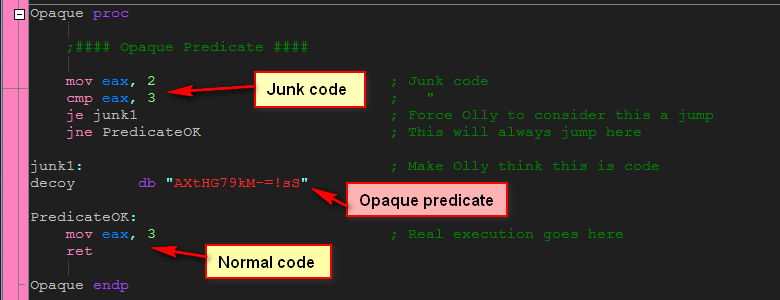 Opaque proc
;#### Opaque Predicate ####
mov eax, 2 ; Junk code
cmp eax, 3 ; "
Junk code
je junk1 ; Force Olly to consider this a jump
jne PredicateOK ; This will always jump here
junk1: ; Make Olly think this is code
decoy db "AXtHG79kM-=!sS"
Opaque predicate
PredicateOK:
mov eax, 3 ; Real execution goes here
ret
Normal code
Opaque endp